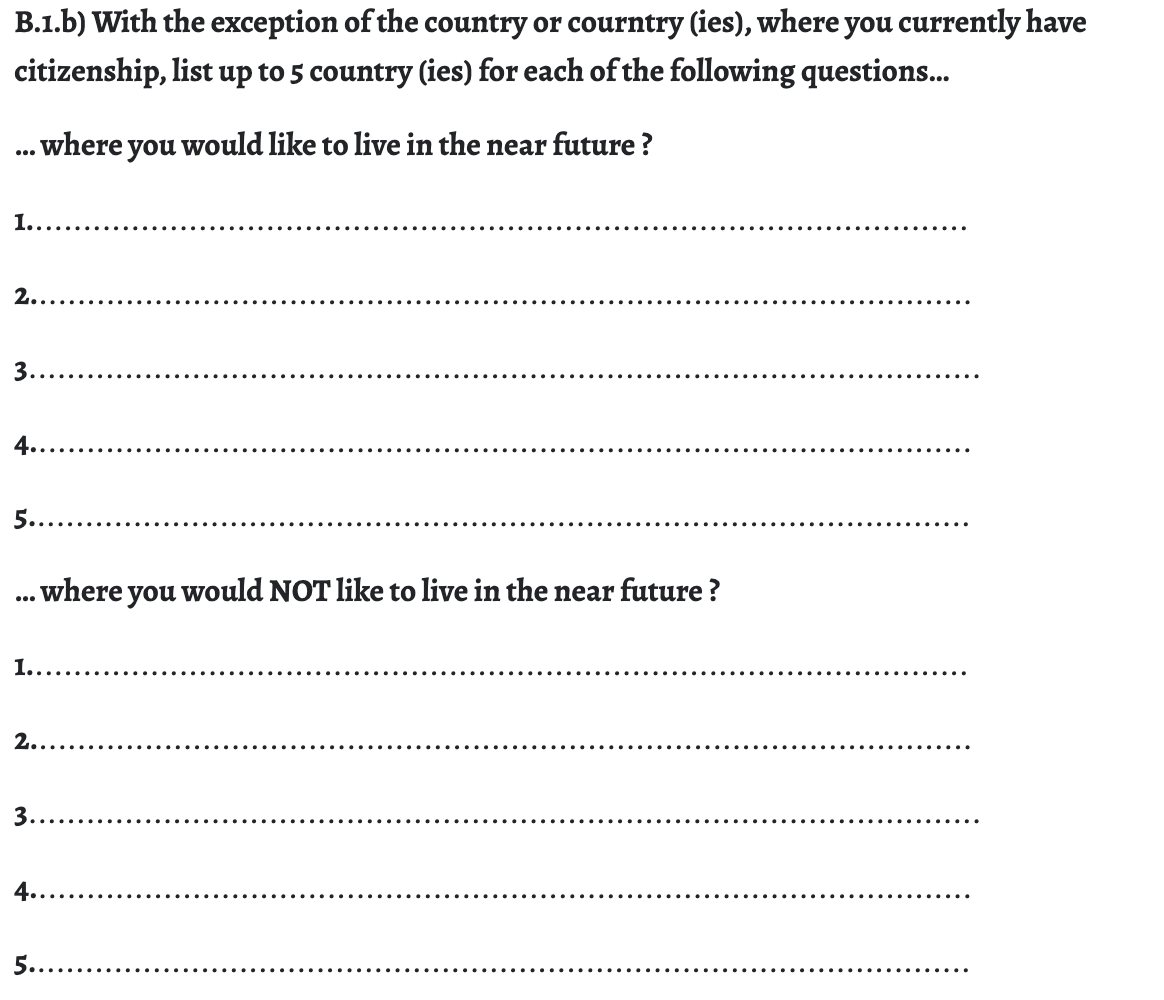 B.1.b) With the exception of the country or courntry (ies), where you currently have
citizenship, list up to 5 country (ies) for each of the following questions...
... where you would like to live in the near future ?
1...................................................................................................
2...................................................................................................
3...................................................................................................
4...................................................................................................
5...................................................................................................
... where you would NOT like to live in the near future ?
1...................................................................................................
2...................................................................................................
3...................................................................................................
4...................................................................................................
5...................................................................................................